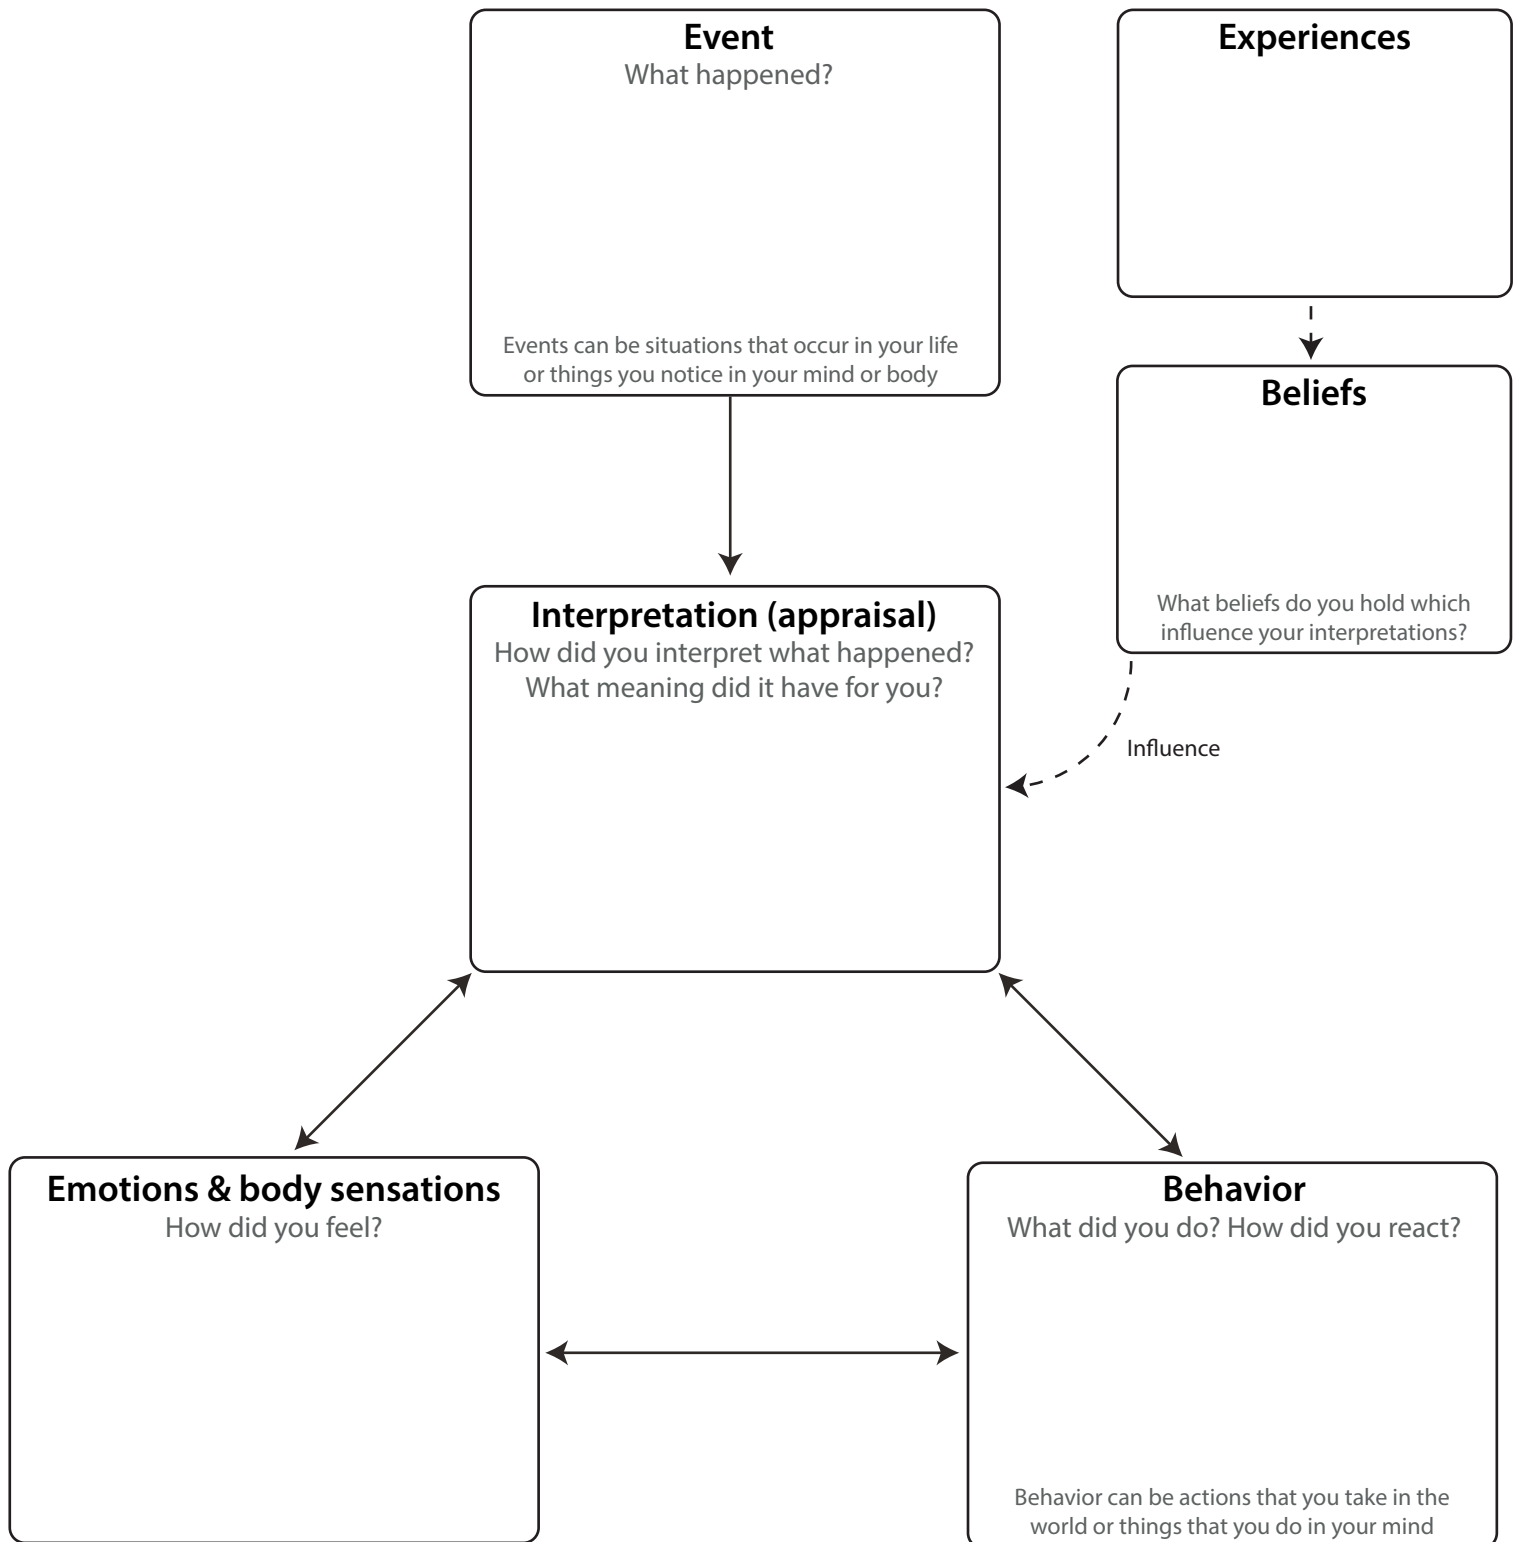 Event
What happened?
Events can be situations that occur in your life
or things you notice in your mind or body
Experiences
Beliefs
What beliefs do you hold which
influence your interpretations?
Influence
Interpretation (appraisal)
How did you interpret what happened?
What meaning did it have for you?
Emotions & body sensations
How did you feel?
Behavior
What did you do? How did you react?
Behavior can be actions that you take in the
world or things that you do in your mind